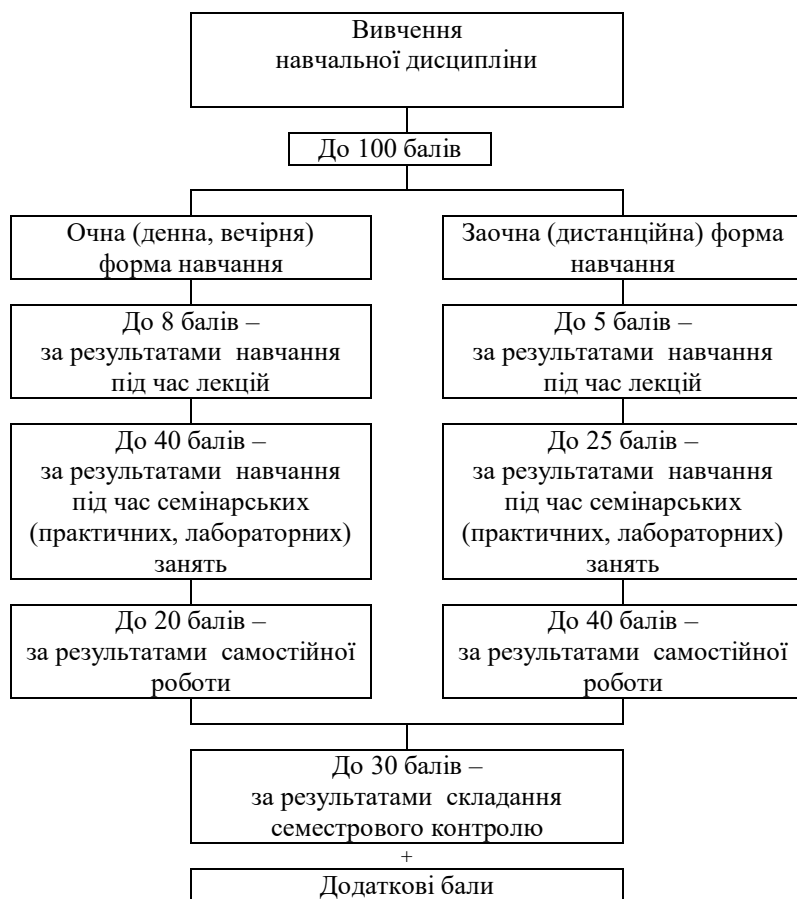 Вивчення
навчальної дисципліни
До 100 балів
Очна (денна, вечірня)
форма навчання
До 8 балів –
за результатами навчання
під час лекцій
До 40 балів –
за результатами навчання
під час семінарських
(практичних, лабораторних)
занять
До 20 балів –
за результатами самостійної
роботи
Заочна (дистанційна) форма
навчання
До 5 балів –
за результатами навчання
під час лекцій
До 25 балів –
за результатами навчання
під час семінарських
(практичних, лабораторних)
занять
До 40 балів –
за результатами самостійної
роботи
До 30 балів –
за результатами складання
семестрового контролю
+
Додаткові бали